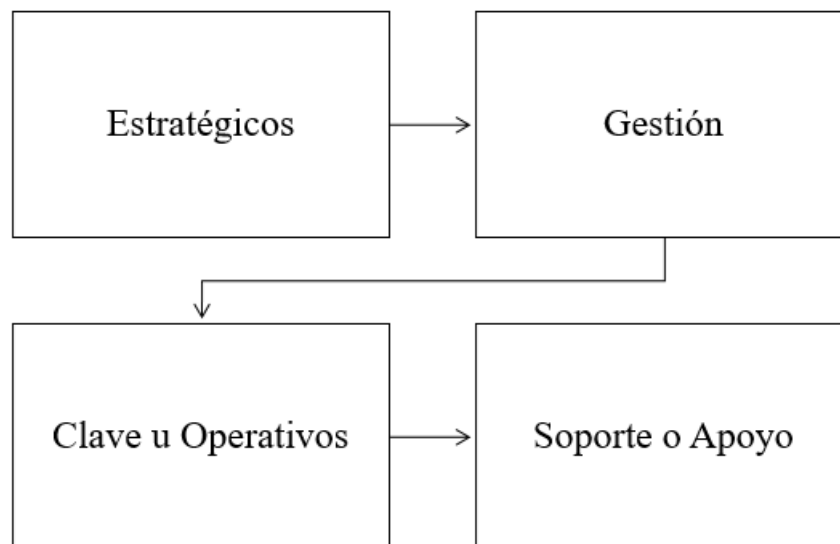 Estratégicos
Gestión
Clave u Operativos
Soporte o Apoyo